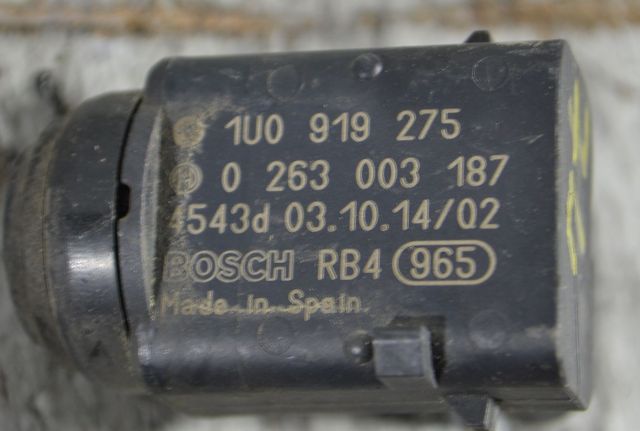 1U0 919 275
0 263 003 187
4543d 03.10.14/02
BOSCH RB4 965
Made in Spain